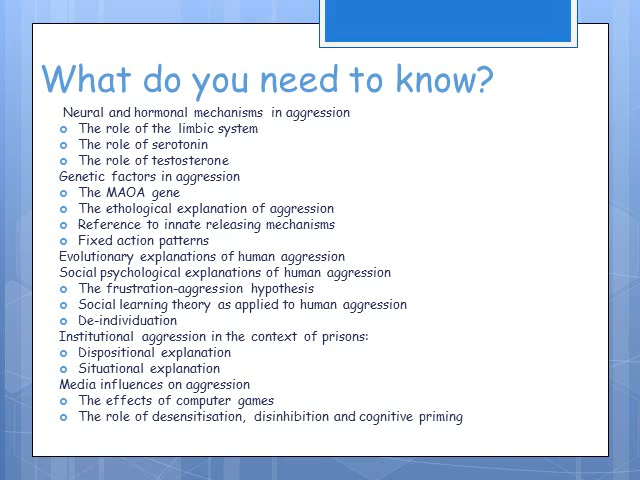 What do you need to know?
Neural and hormonal mechanisms in aggression
The role of the limbic system
The role of serotonin
The role of testosterone
Genetic factors in aggression
The MAOA gene
The ethological explanation of aggression
Reference to innate releasing mechanisms
Fixed action patterns
Evolutionary explanations of human aggression
Social psychological explanations of human aggression
The frustration-aggression hypothesis
Social learning theory as applied to human aggression
De-individuation
Institutional aggression in the context of prisons:
Dispositional explanation
Situational explanation
Media influences on aggression
The effects of computer games
The role of desensitisation, disinhibition and cognitive priming